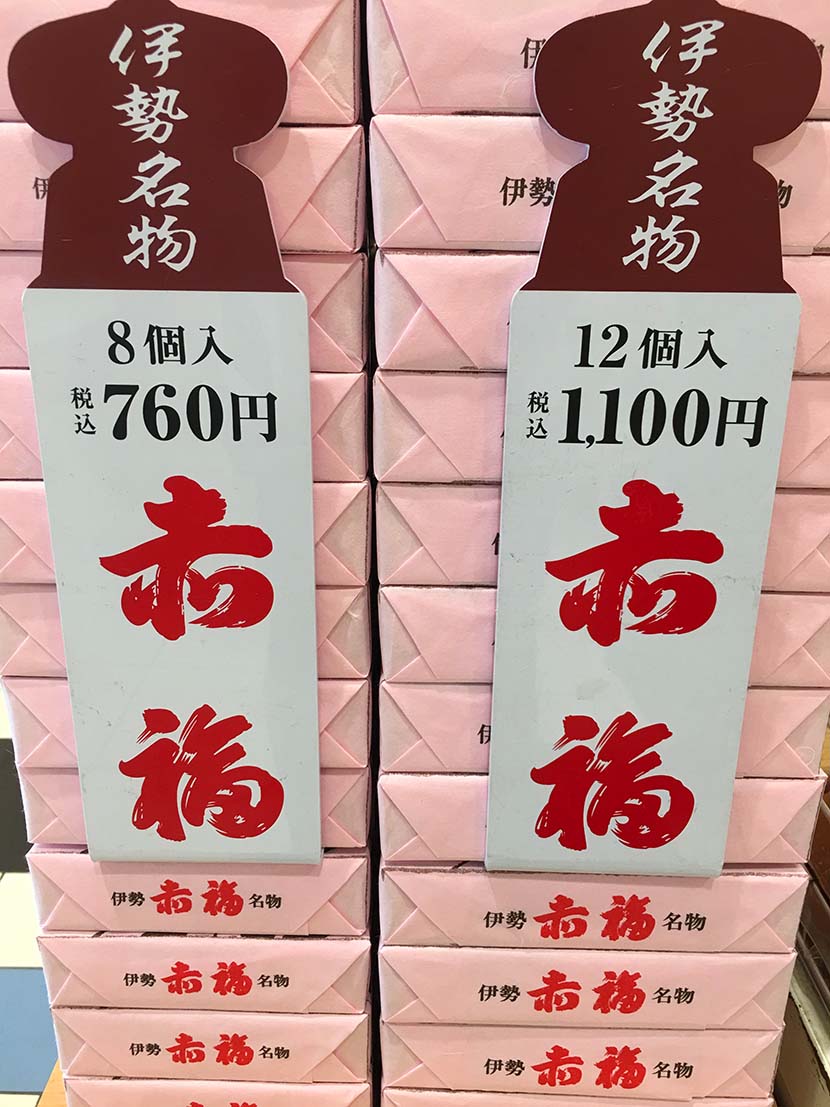 伊勢名物
8個入
税込760円
赤福
伊勢名物
12個入
税込1,100円
赤福
伊勢
伊勢 物
伊勢 赤福 名物
伊勢 赤福 名物
伊勢 赤福 名物
伊勢 赤福 名物
伊勢 赤福 名物
伊勢 赤福 名物